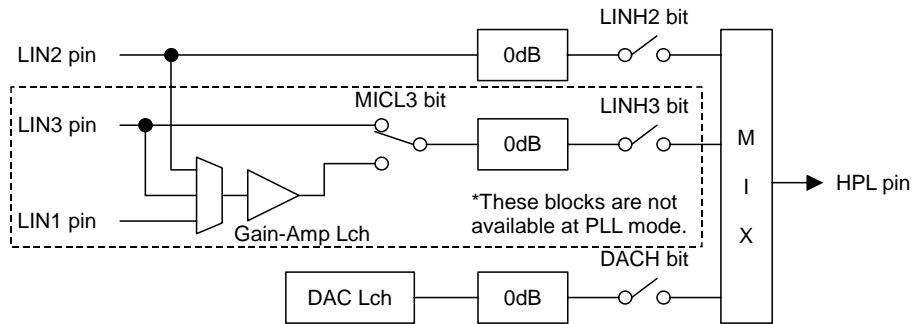 LINH2 bit
LIN2 pin
0dB
MICL3 bit
LINH3 bit
LIN3 pin
0dB
M
I
X
HPL pin
*These blocks are not
available at PLL mode.
LIN1 pin
Gain-Amp Lch
DACH bit
DAC Lch
0dB